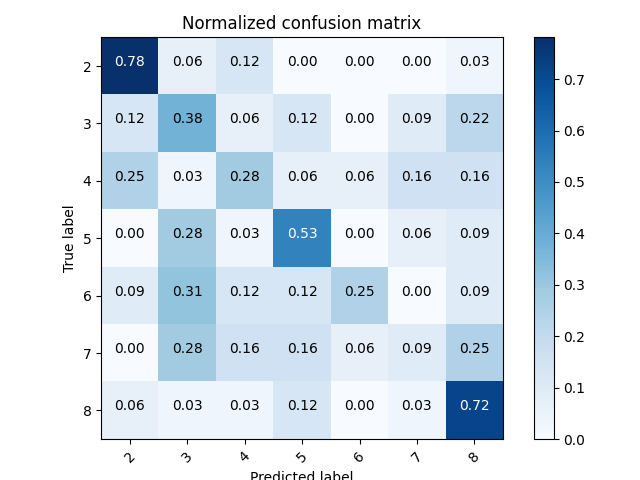 Normalized confusion matrix
True label
2 0.78 0.06 0.12 0.00 0.00 0.00 0.03
3 0.12 0.38 0.06 0.12 0.00 0.09 0.22
4 0.25 0.03 0.28 0.06 0.06 0.16 0.16
5 0.00 0.28 0.03 0.53 0.00 0.06 0.09
6 0.09 0.31 0.12 0.12 0.25 0.00 0.09
7 0.00 0.28 0.16 0.16 0.06 0.09 0.25
8 0.06 0.03 0.03 0.12 0.00 0.03 0.72
2 3 4 5 6 7 8
Predicted label
0.7
0.6
0.5
0.4
0.3
0.2
0.1
0.0